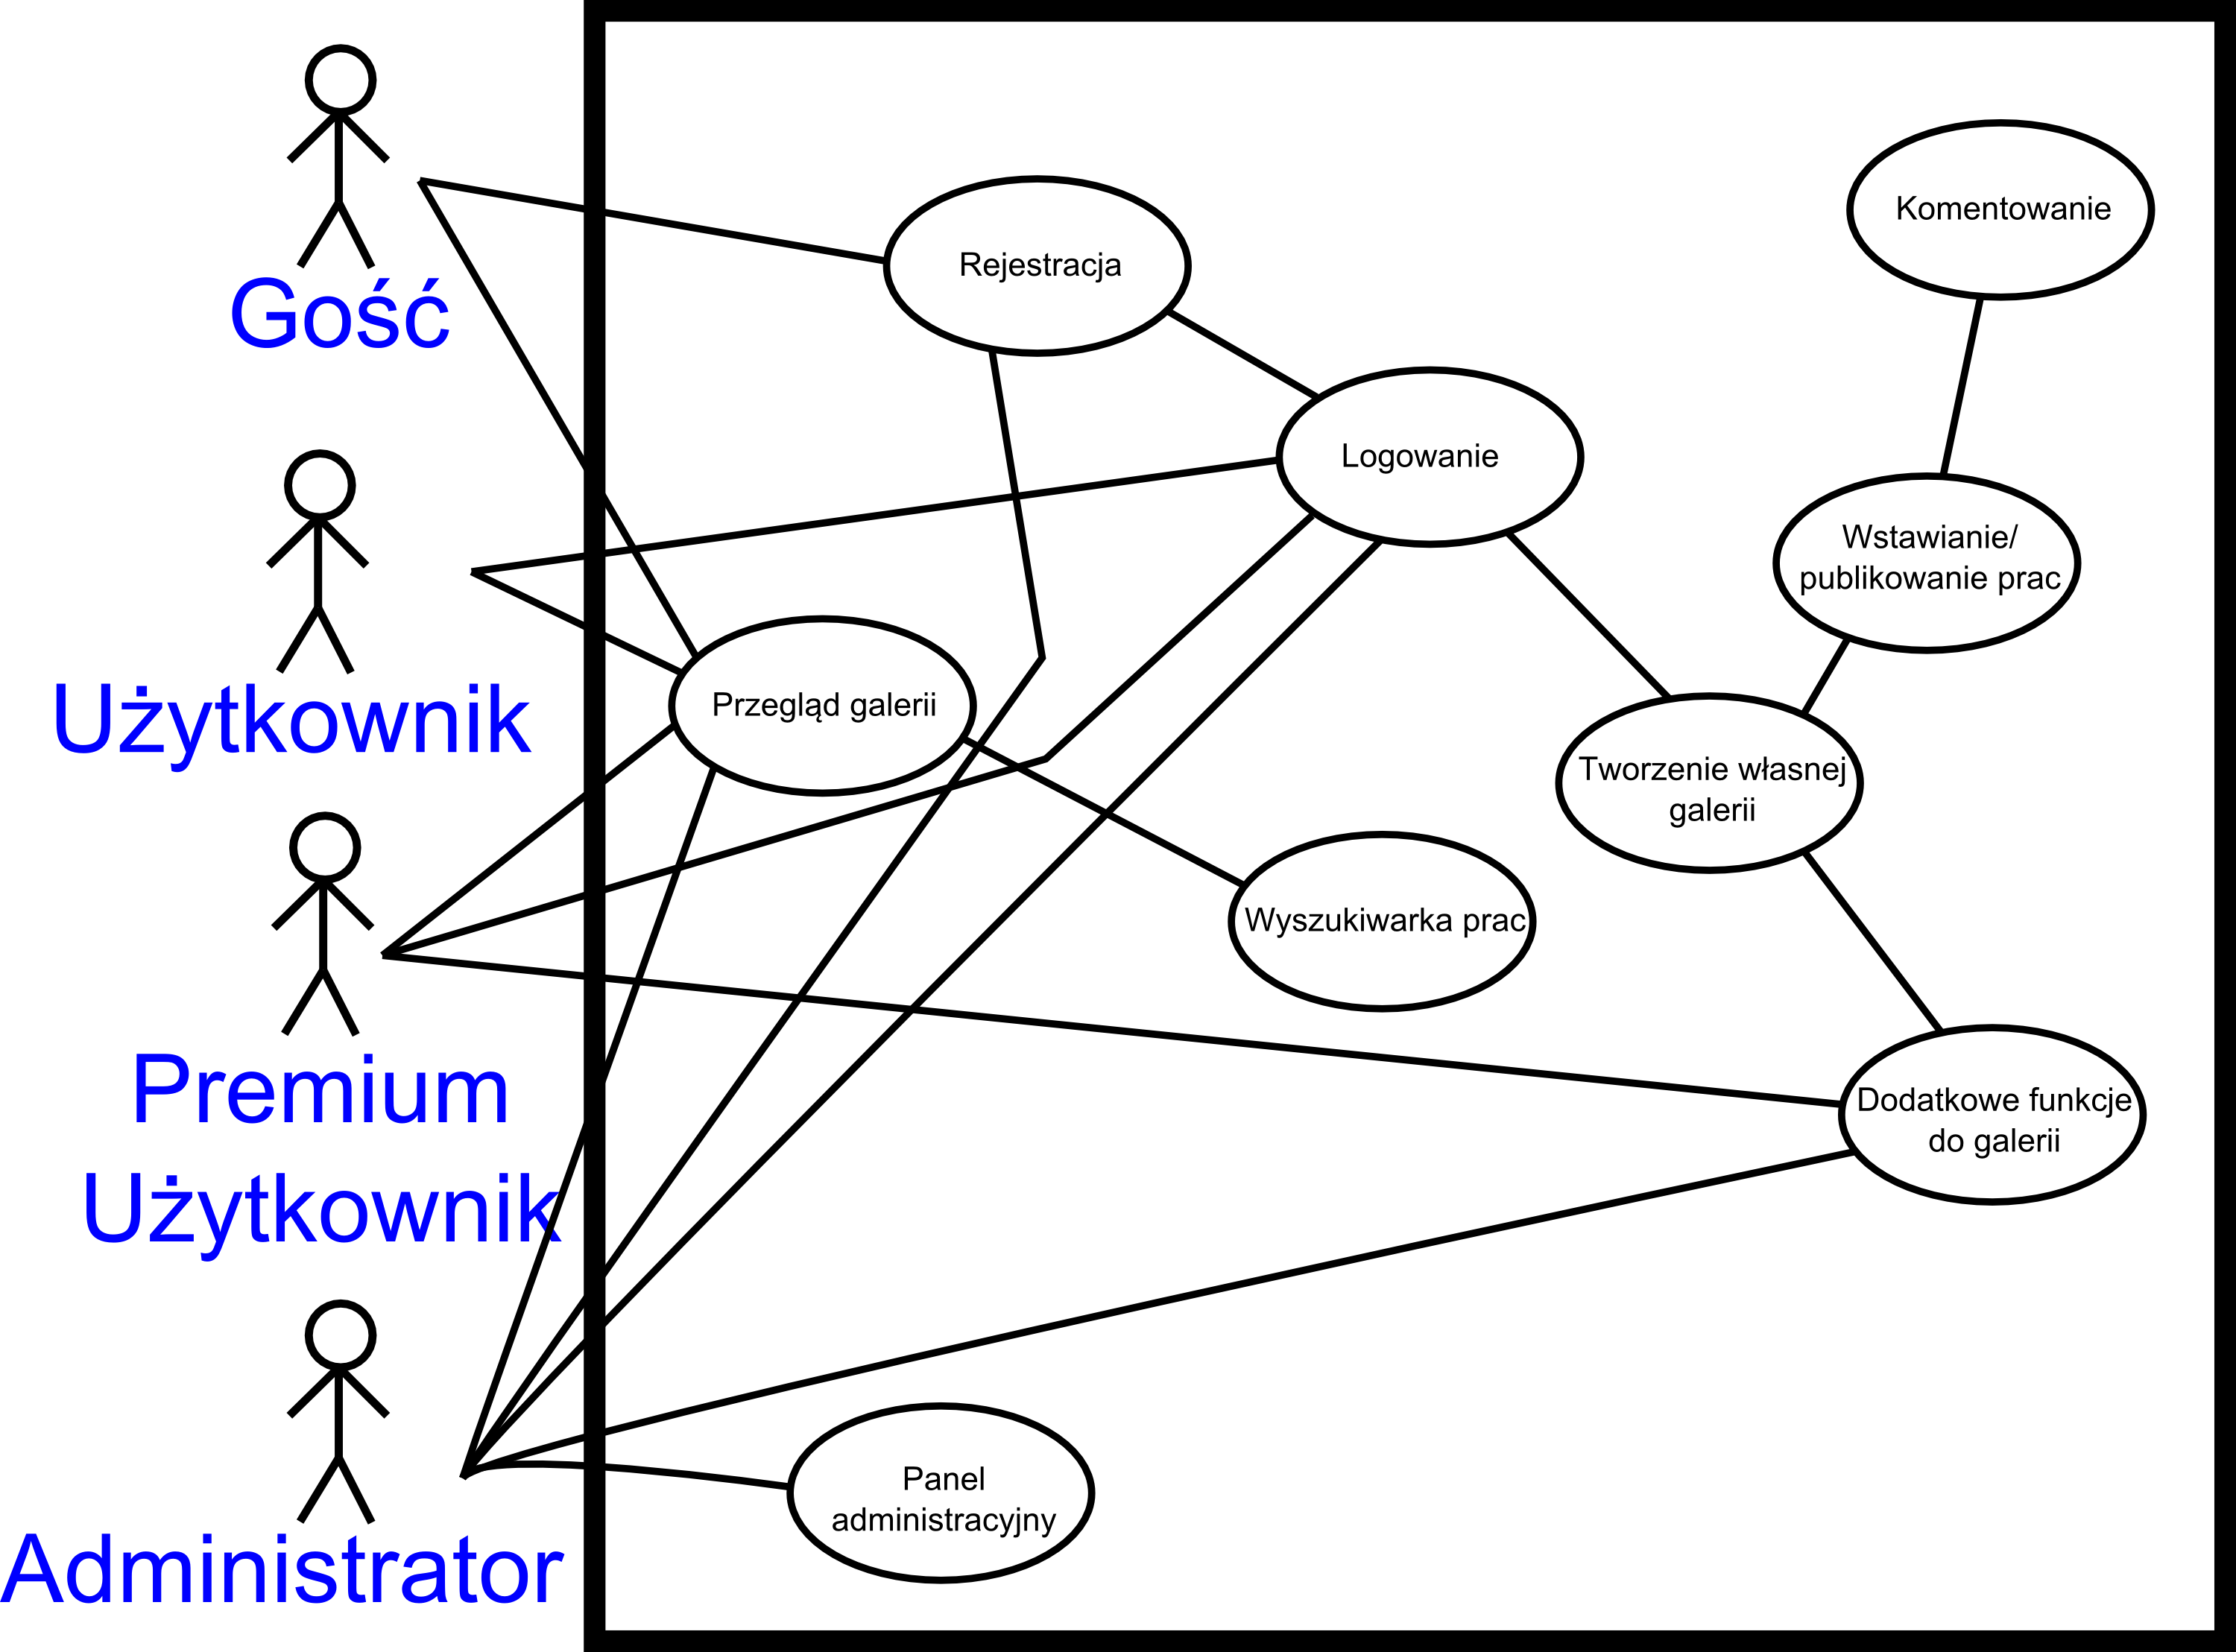 Gość
Użytkownik
Premium
Użytkownik
Administrator
Rejestracja
Komentowanie
Logowanie
Wstawianie/
publikowanie prac
Przegląd galerii
Tworzenie własnej
galerii
Wyszukiwarka prac
Dodatkowe funkcje
do galerii
Panel
administracyjny